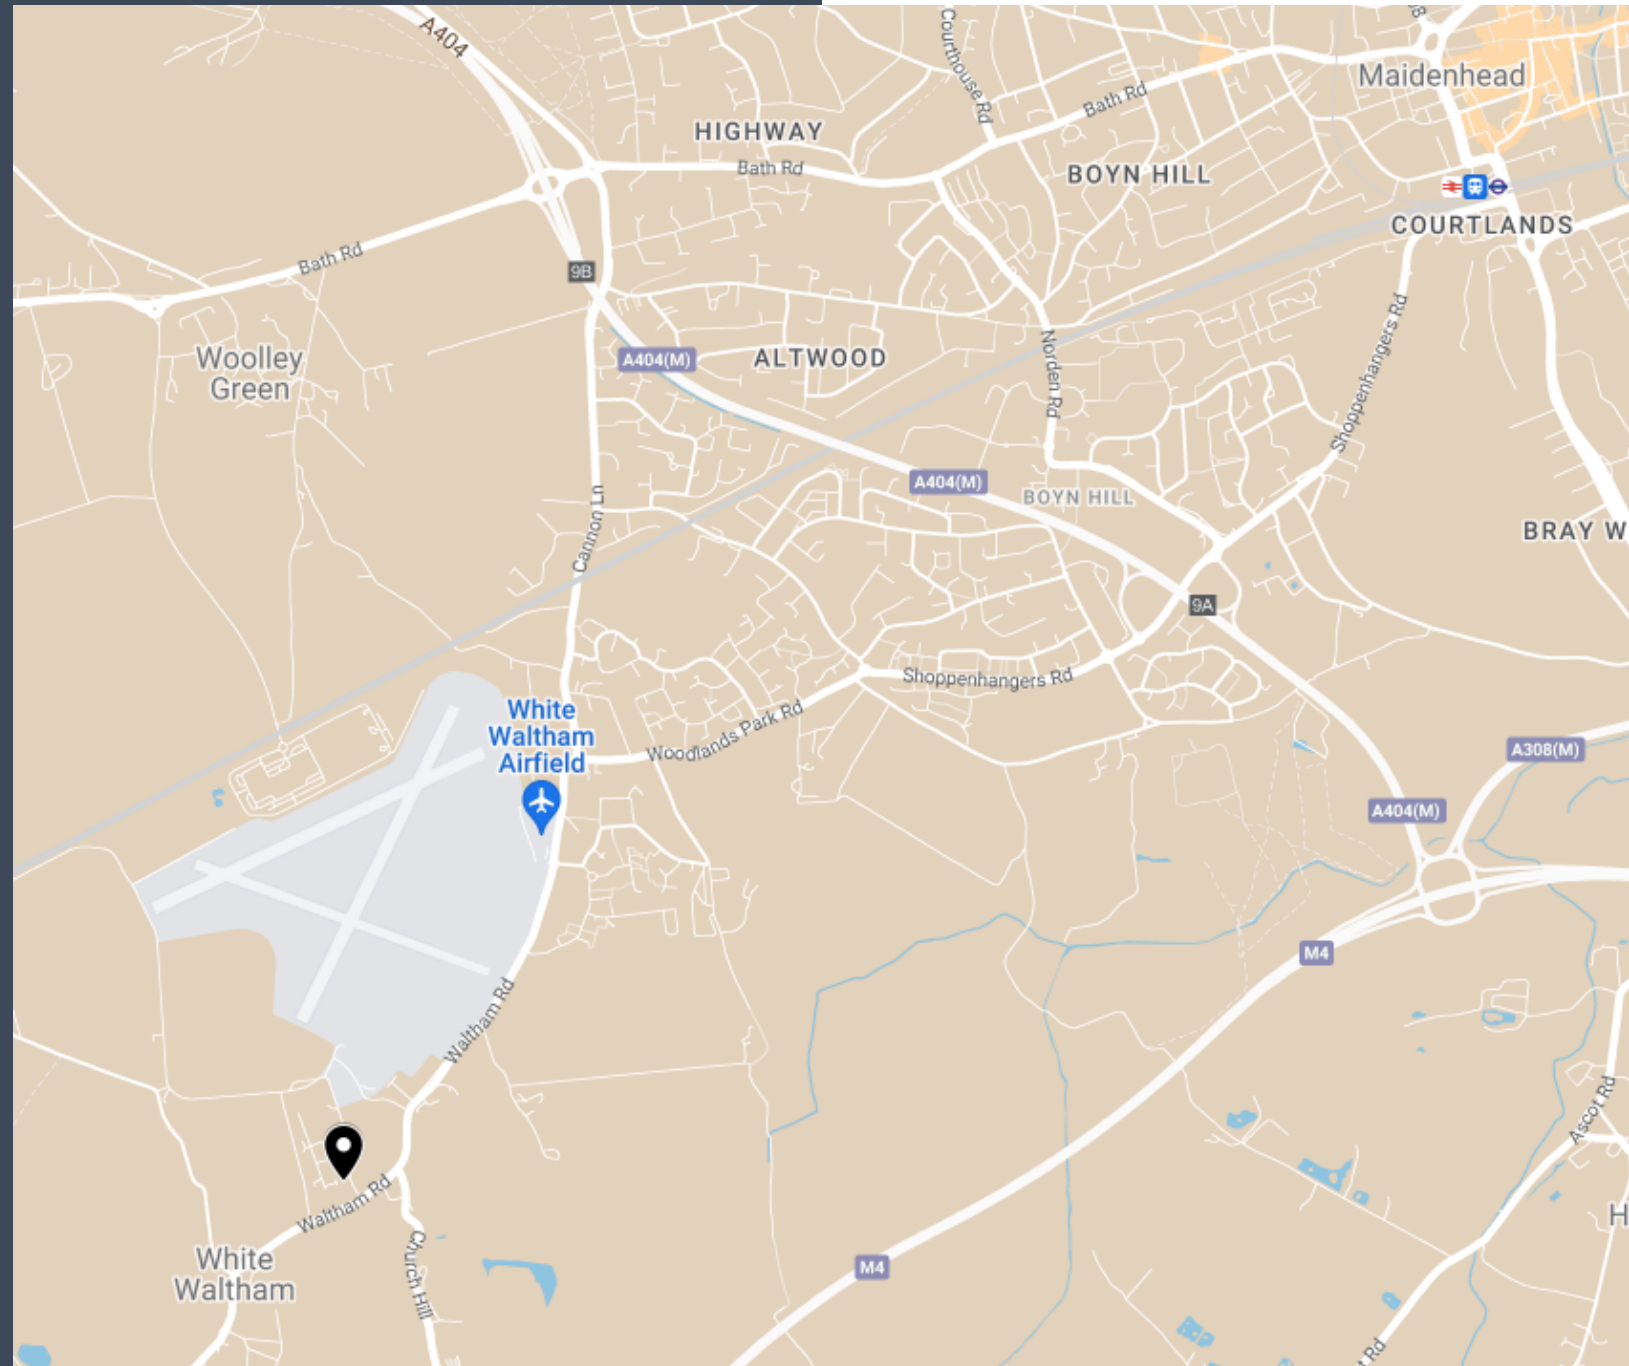 A404
Courthouse Rd
Maidenhead
Bath Rd
HIGHWAY
Bath Rd
BOYN HILL
COURTLANDS
Bath Rd
9B
Woolley
Green
A404(M)
ALTWOOD
Norden Rd
Shoppenhangers Rd
A404(M)
BOYN HILL
Cannon Ln
BRAY W
9A
Shoppenhangers Rd
White
Waltham
Airfield
Woodlands Park Rd
A308(M)
A404(M)
M4
Waltham Rd
Ascot Rd
Waltham Rd
H
White
Waltham
Church Hill
M4
t Rd